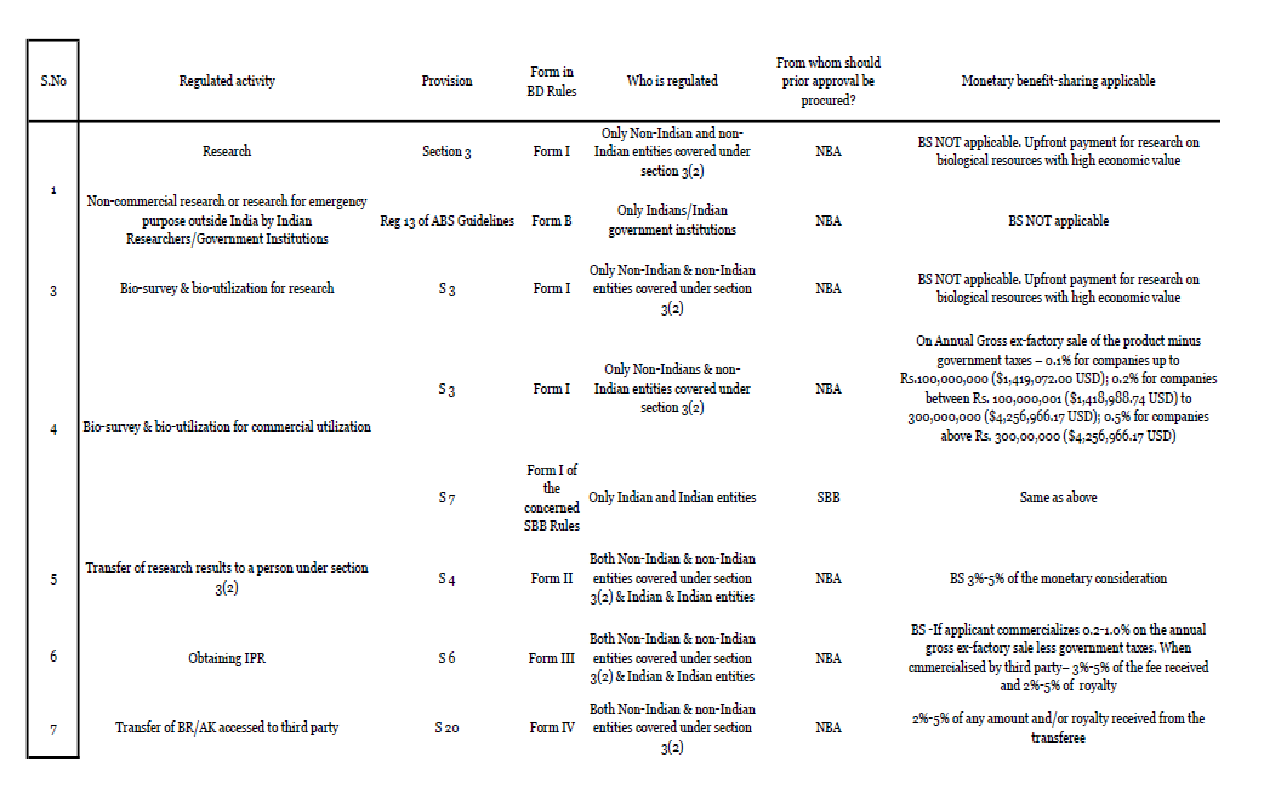 S.No
Regulated activity
Provision
Form in
BD Rules
Who is regulated
From whom should
prior approval be
procured?
Monetary benefit-sharing applicable
1
Research
Section 3
Form I
Only Non-Indian and non-
Indian entities covered under
section 3(2)
NBA
BS NOT applicable. Upfront payment for research on
biological resources with high economic value
Non-commercial research or research for emergency
purpose outside India by Indian
Researchers/Government Institutions
Reg 13 of ABS Guidelines
Form B
Only Indians/Indian
government institutions
NBA
BS NOT applicable
3
Bio-survey & bio-utilization for research
S 3
Form I
Only Non-Indian & non-Indian
entities covered under section
3(2)
NBA
BS NOT applicable. Upfront payment for research on
biological resources with high economic value
4
Bio-survey & bio-utilization for commercial utilization
S 3
Form I
Only Non-Indians & non-
Indian entities covered under
section 3(2)
NBA
On Annual Gross ex-factory sale of the product minus
government taxes – 0.1% for companies up to
Rs.100,000,000 ($1,419,072.00 USD); 0.2% for companies
between Rs. 100,000,001 ($1,418,988.74 USD) to
300,000,000 ($4,256,966.17 USD); 0.5% for companies
above Rs. 300,00,000 ($4,256,966.17 USD)
S 7
Form I of
the
concerned
SBB Rules
Only Indian and Indian entities
SBB
Same as above
5
Transfer of research results to a person under section
3(2)
S 4
Form II
Both Non-Indian & non-Indian
entities covered under section
3(2) & Indian & Indian entities
NBA
BS 3%-5% of the monetary consideration
6
Obtaining IPR
S 6
Form III
Both Non-Indian & non-Indian
entities covered under section
3(2) & Indian & Indian entities
NBA
BS -If applicant commercializes 0.2-1.0% on the annual
gross ex-factory sale less government taxes. When
cmmercialised by third party– 3%-5% of the fee received
and 2%-5% of royalty
7
Transfer of BR/AK accessed to third party
S 20
Form IV
Both Non-Indian & non-Indian
entities covered under section
3(2)
NBA
2%-5% of any amount and/or royalty received from the
transferee